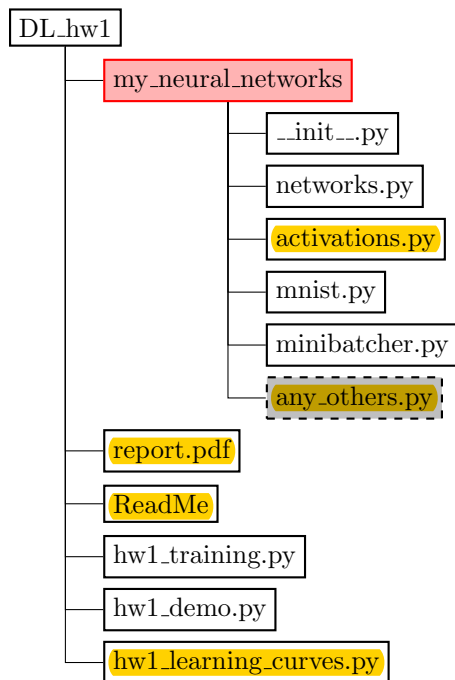 DL_hw1
my_neural_networks
__init__.py
networks.py
activations.py
mnist.py
minibatcher.py
any_others.py
report.pdf
ReadMe
hw1_training.py
hw1_demo.py
hw1_learning_curves.py